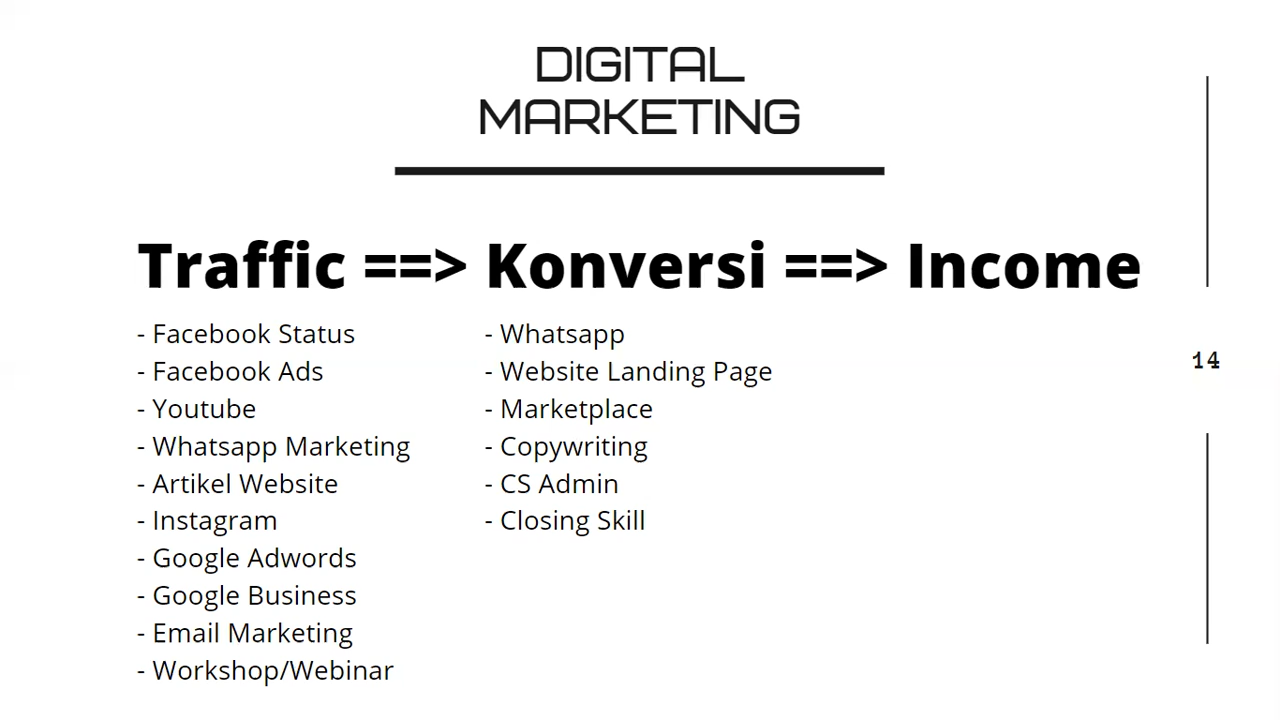 DIGITAL
MARKETING
Traffic ==> Konversi ==> Income
- Facebook Status
- Facebook Ads
- Youtube
- Whatsapp Marketing
- Artikel Website
- Instagram
- Google Adwords
- Google Business
- Email Marketing
- Workshop/Webinar
- Whatsapp
- Website Landing Page
- Marketplace
- Copywriting
- CS Admin
- Closing Skill
14